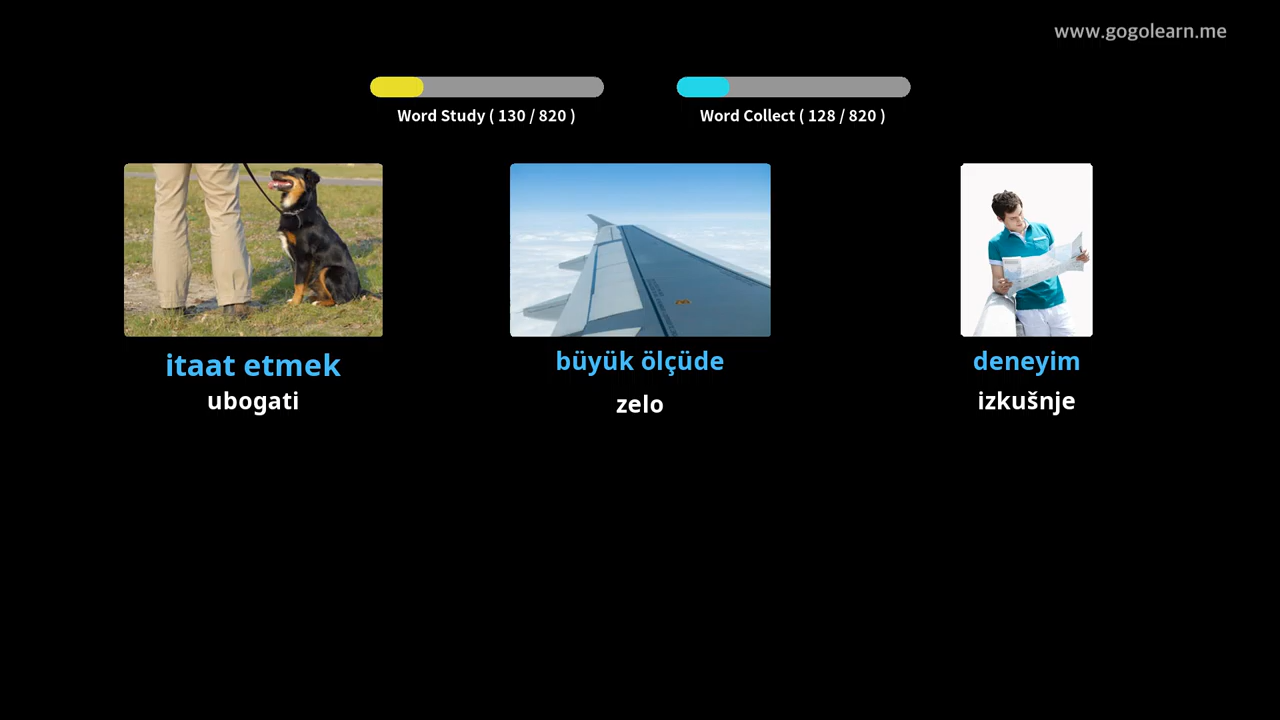 www.gogolearn.me
Word Study ( 130 / 820 )
Word Collect ( 128 / 820 )
itaat etmek
ubogati
büyük ölçüde
zelo
deneyim
izkušnje